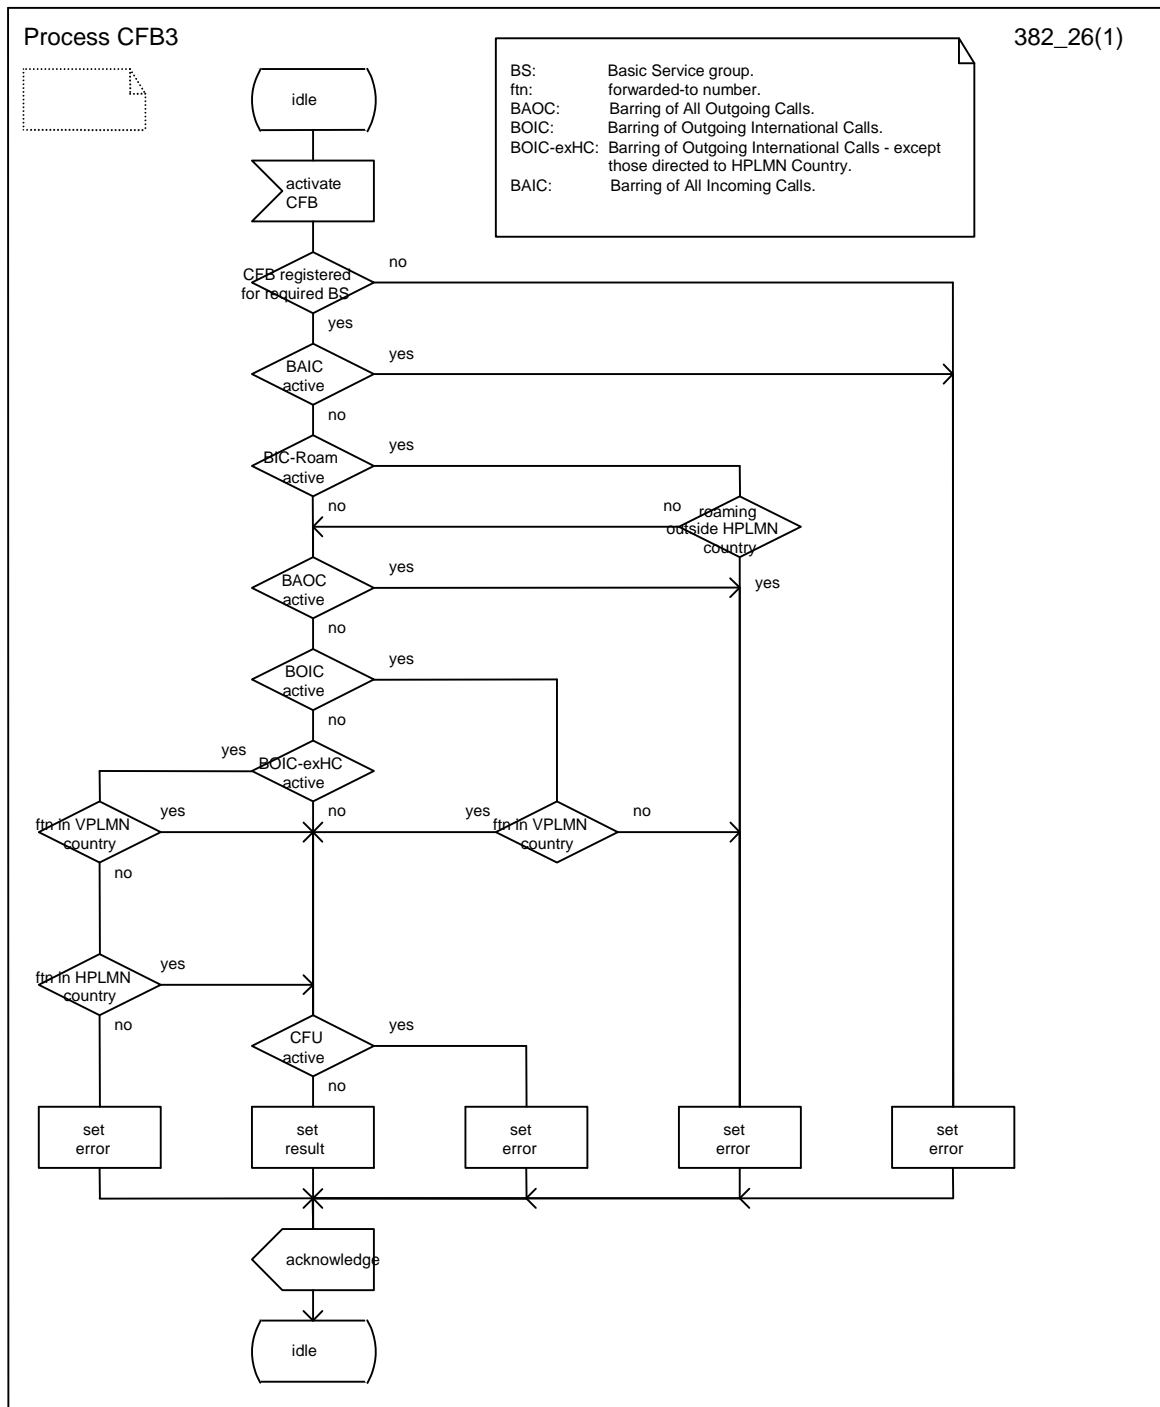 Process CFB3
382_26(1)
BS: Basic Service group.
ftn: forwarded-to number.
BAOC: Barring of All Outgoing Calls.
BOIC: Barring of Outgoing International Calls.
BOIC-exHC: Barring of Outgoing International Calls - except
those directed to HPLMN Country.
BAIC: Barring of All Incoming Calls.
idle
activate
CFB
CFB registered
for required BS
no
yes
BAIC
active
yes
no
BIC-Roam
active
yes
no
roaming
outside HPLMN
country
no
yes
BAOC
active
yes
no
BOIC
active
yes
no
BOIC-exHC
active
yes
no
ftn in VPLMN
country
yes
no
ftn in VPLMN
country
yes
no
ftn in HPLMN
country
yes
no
CFU
active
yes
no
set
error
set
result
set
error
set
error
set
error
acknowledge
idle